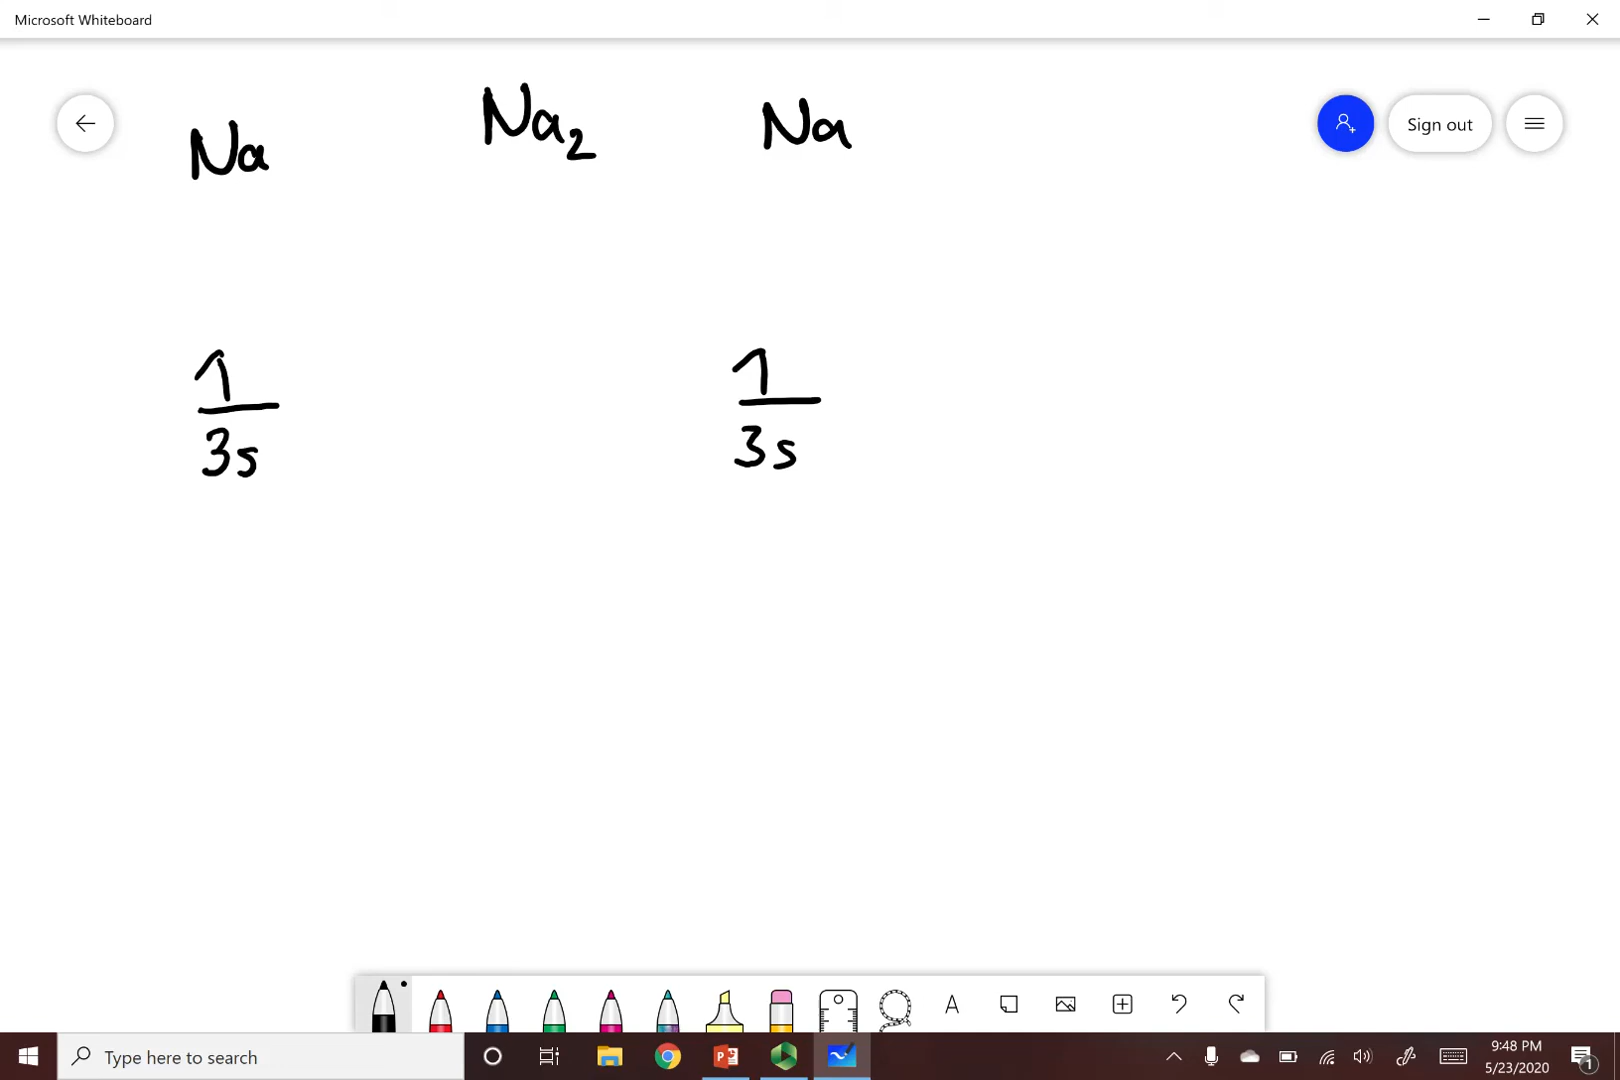 Microsoft Whiteboard
Na Na₂ Na
Sign out
1 1
3s 3s
A
Type here to search
9:48 PM
5/23/2020
1